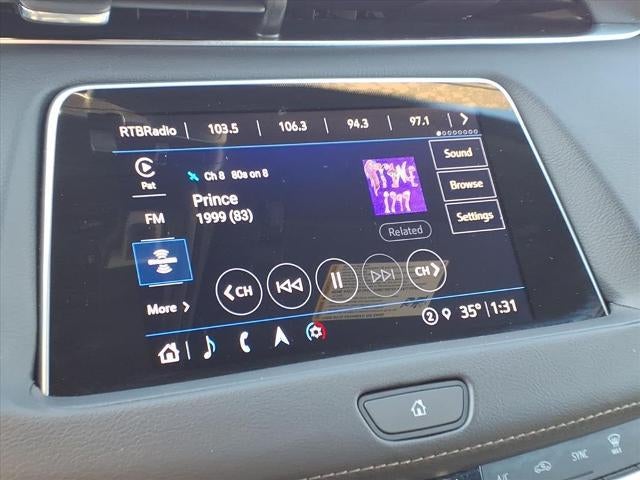 RTBRadio | 103.5 | 106.3 | 94.3 | 97.1 | >
Pat
Ch 8 80s on 8
Sound
FM
Prince
Browse
1999 (83)
Settings
Related
<CH
CH>
More >
2 35° | 1:31
A/C
SYNC
MAX